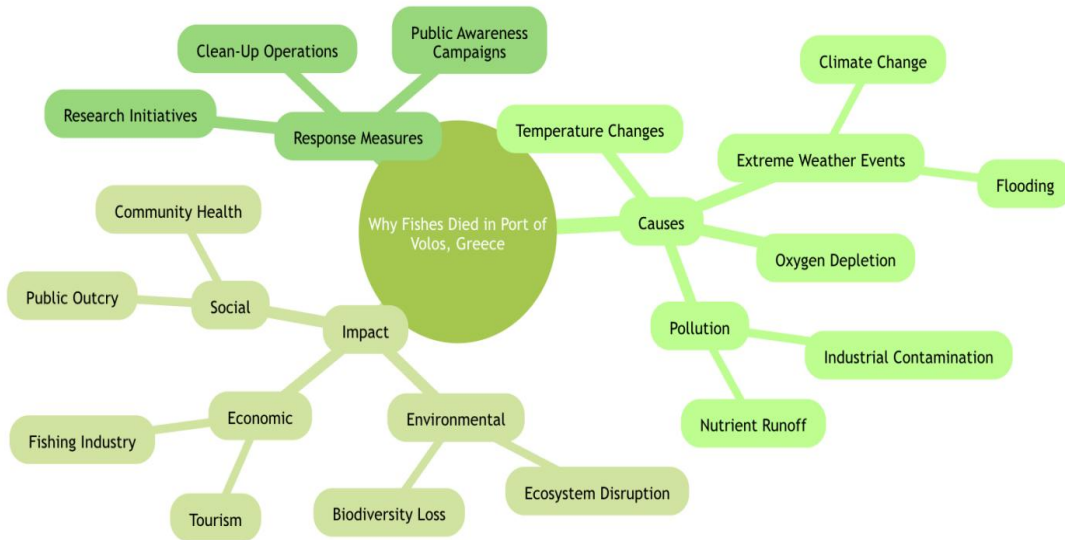 Why Fishes Died in Port of
Volos, Greece
Response Measures
Research Initiatives
Clean-Up Operations
Public Awareness
Campaigns
Causes
Temperature Changes
Extreme Weather Events
Climate Change
Flooding
Oxygen Depletion
Pollution
Industrial Contamination
Nutrient Runoff
Impact
Social
Community Health
Public Outcry
Economic
Fishing Industry
Tourism
Environmental
Biodiversity Loss
Ecosystem Disruption